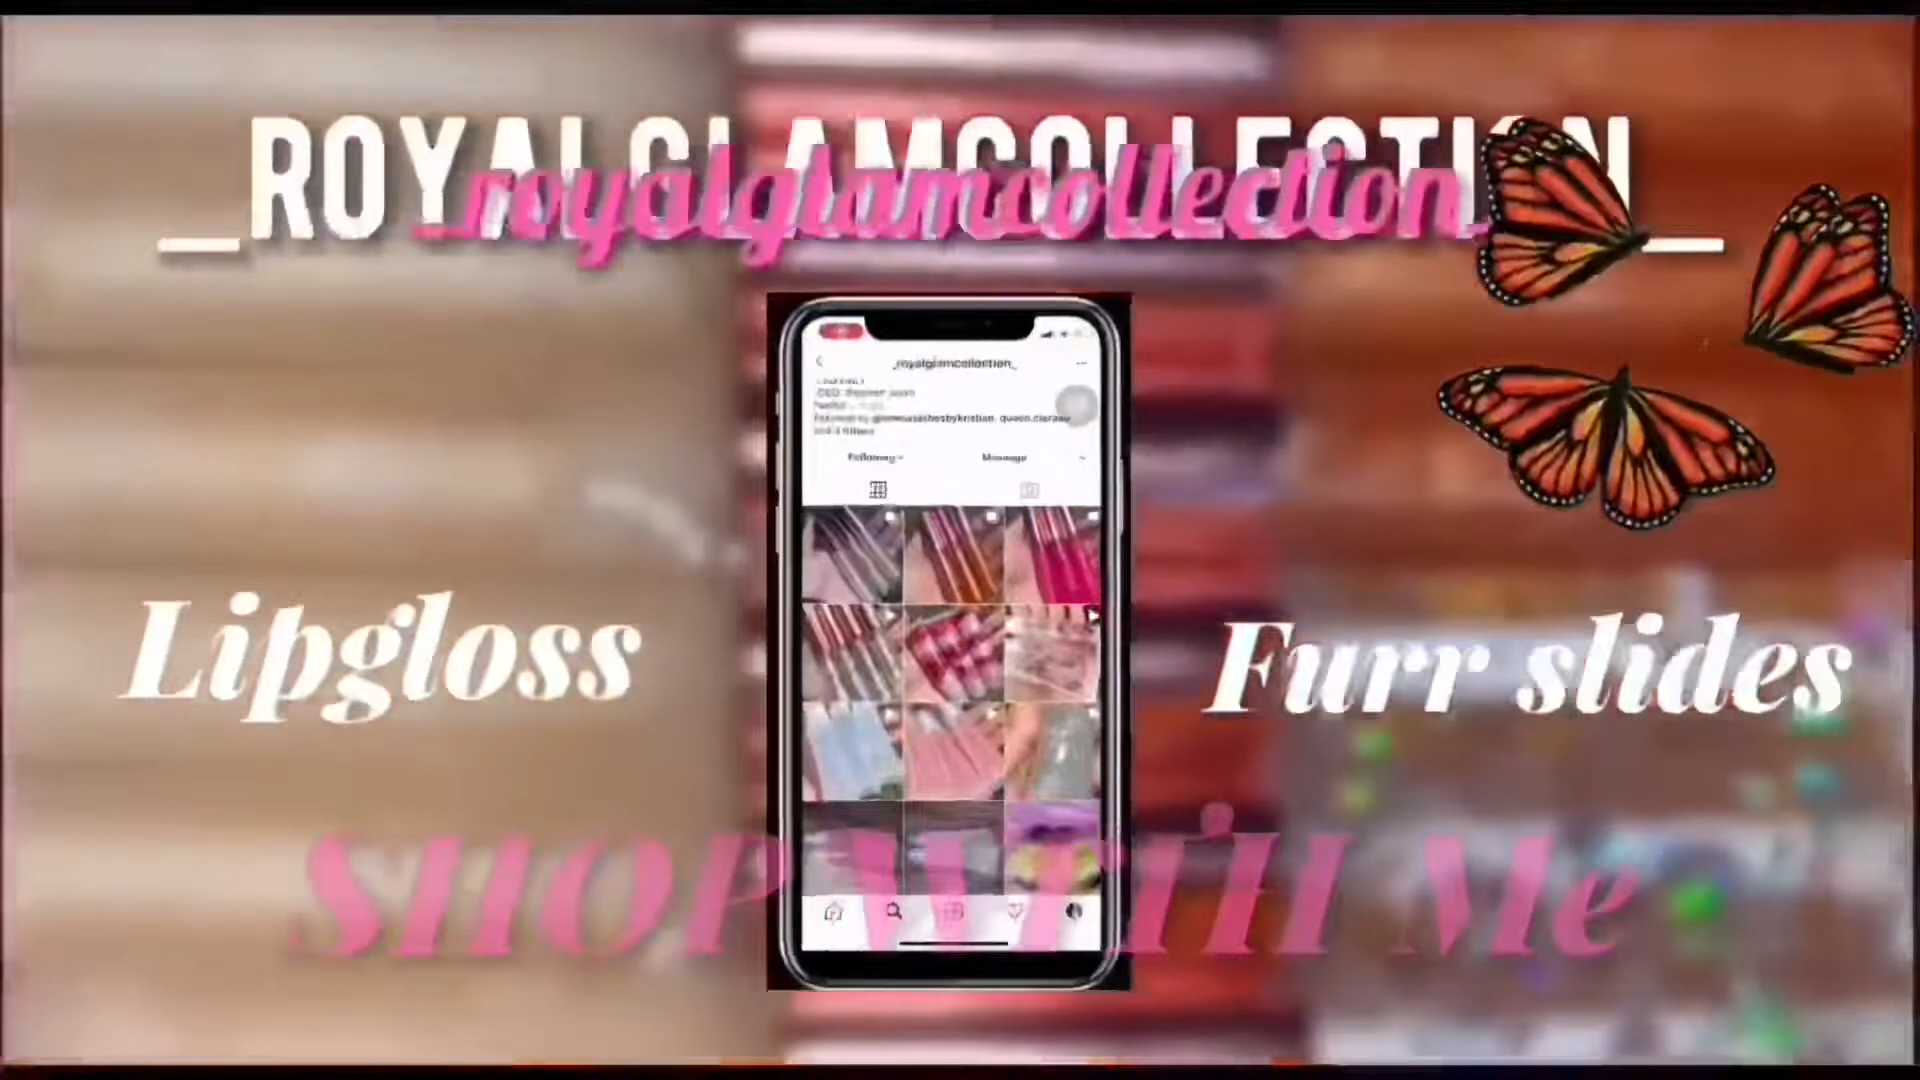 _ROYALGLAMCOLLECTION_
_royalglamcollection_
_royalglamcollection_
Following
Message
Lipgloss
Furr slides
SHOP WITH Me